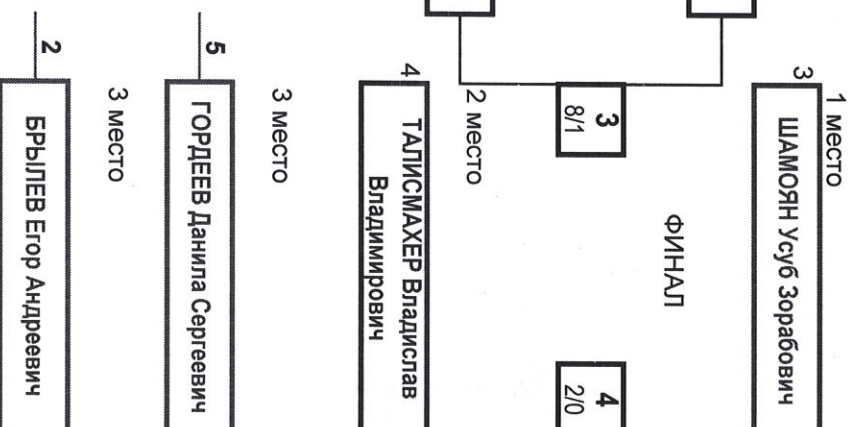 1 место
3
ШАМОЯН Усуб Зорабович
ФИНАЛ
3
8/1
4
2/0
2 место
4
ТАЛИСМАХЕР Владислав
Владимирович
3 место
5
ГОРДЕЕВ Данила Сергеевич
3 место
2
БРЫЛЕВ Егор Андреевич